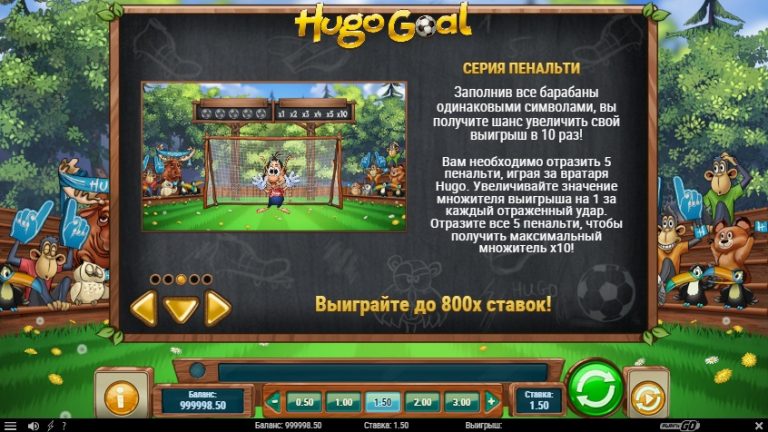 Hugo Goal
СЕРИЯ ПЕНАЛЬТИ
Заполнив все барабаны
одинаковыми символами, вы
получите шанс увеличить свой
выигрыш в 10 раз!
Вам необходимо отразить 5
пенальти, играя за вратаря
Hugo. Увеличивайте значение
множителя выигрыша на 1 за
каждый отраженный удар.
Отразите все 5 пенальти, чтобы
получить максимальный
множитель x10!
x1 x2 x3 x4 x5 x10
HUGO
Выиграйте до 800x ставок!
Баланс:
999998.50
0.50 1.00 1.50 2.00 3.00
Ставка:
1.50
Баланс: 999998.50 Ставка: 1.50 Выигрыш:
PLAY'N GO